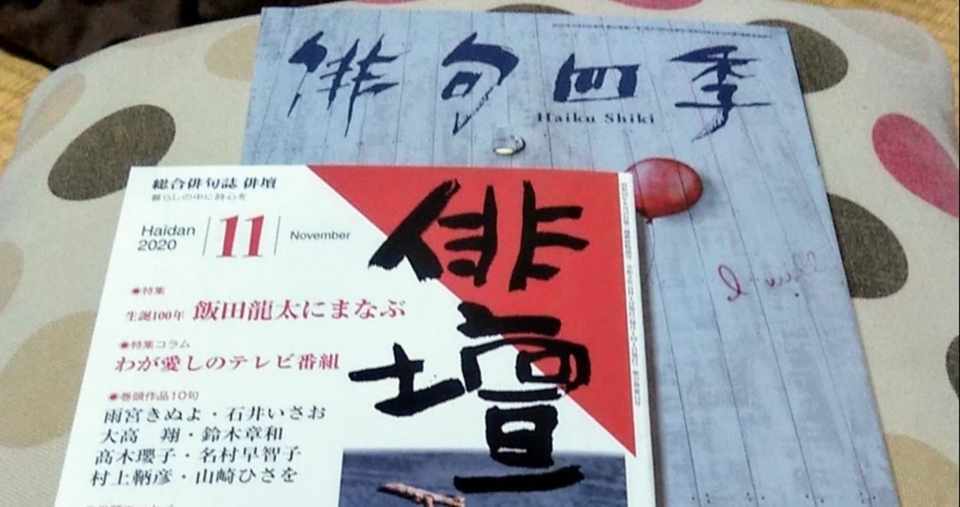 俳句四季
Haiku Shiki
総合俳句誌 俳壇
暮らしの中に詩心を
Haidan
2020
11
November
俳壇
●特集
生誕100年 飯田龍太にまなぶ
●特集コラム
わが愛しのテレビ番組
●巻頭作品10句
雨宮きぬよ・石井いさお
大高 翔・鈴木章和
髙木瓔子・名村早智子
村上鞆彦・山崎ひさを